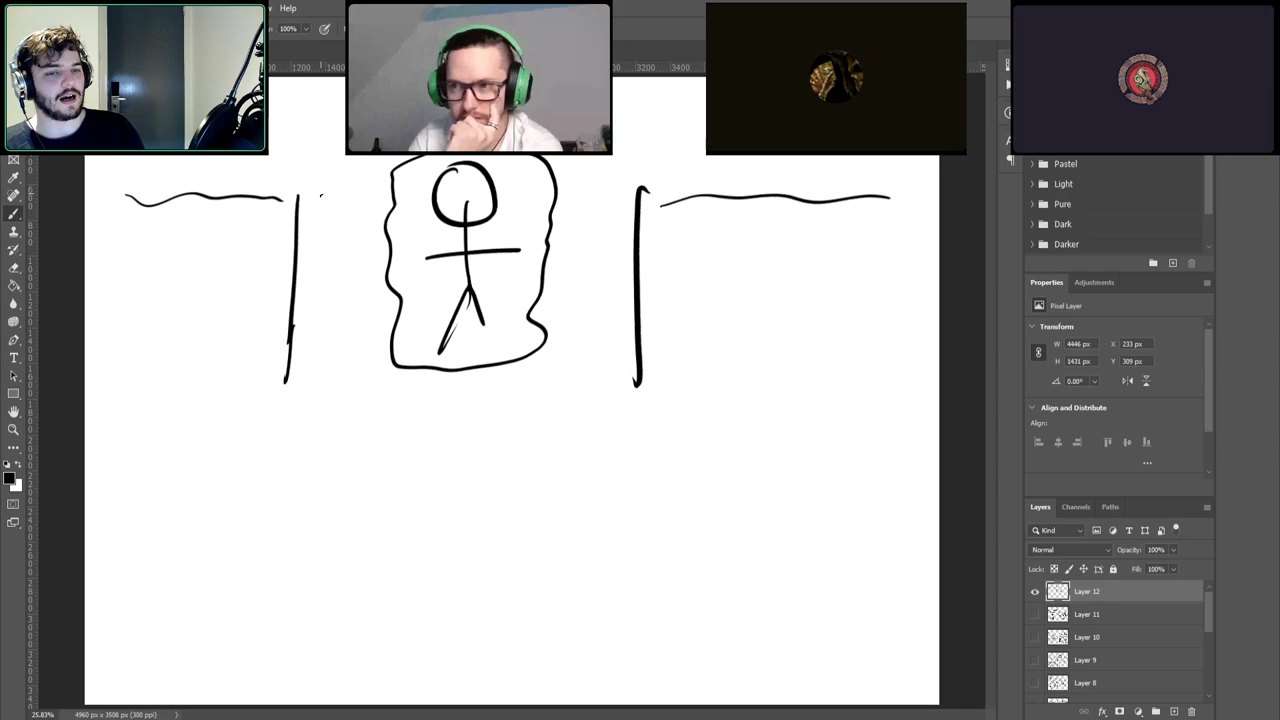 Help
100%
1200 1400 3200 3400
Pastel
Light
Pure
Dark
Darker
Properties Adjustments
Pixel Layer
Transform
W 4446 px X 233 px
H 1431 px Y 309 px
0.00°
Align and Distribute
Align:
Layers Channels Paths
Kind
Normal Opacity: 100%
Lock: Fill: 100%
Layer 12
Layer 11
Layer 10
Layer 9
Layer 8
25.83% 4960 px x 3508 px (300 ppi)